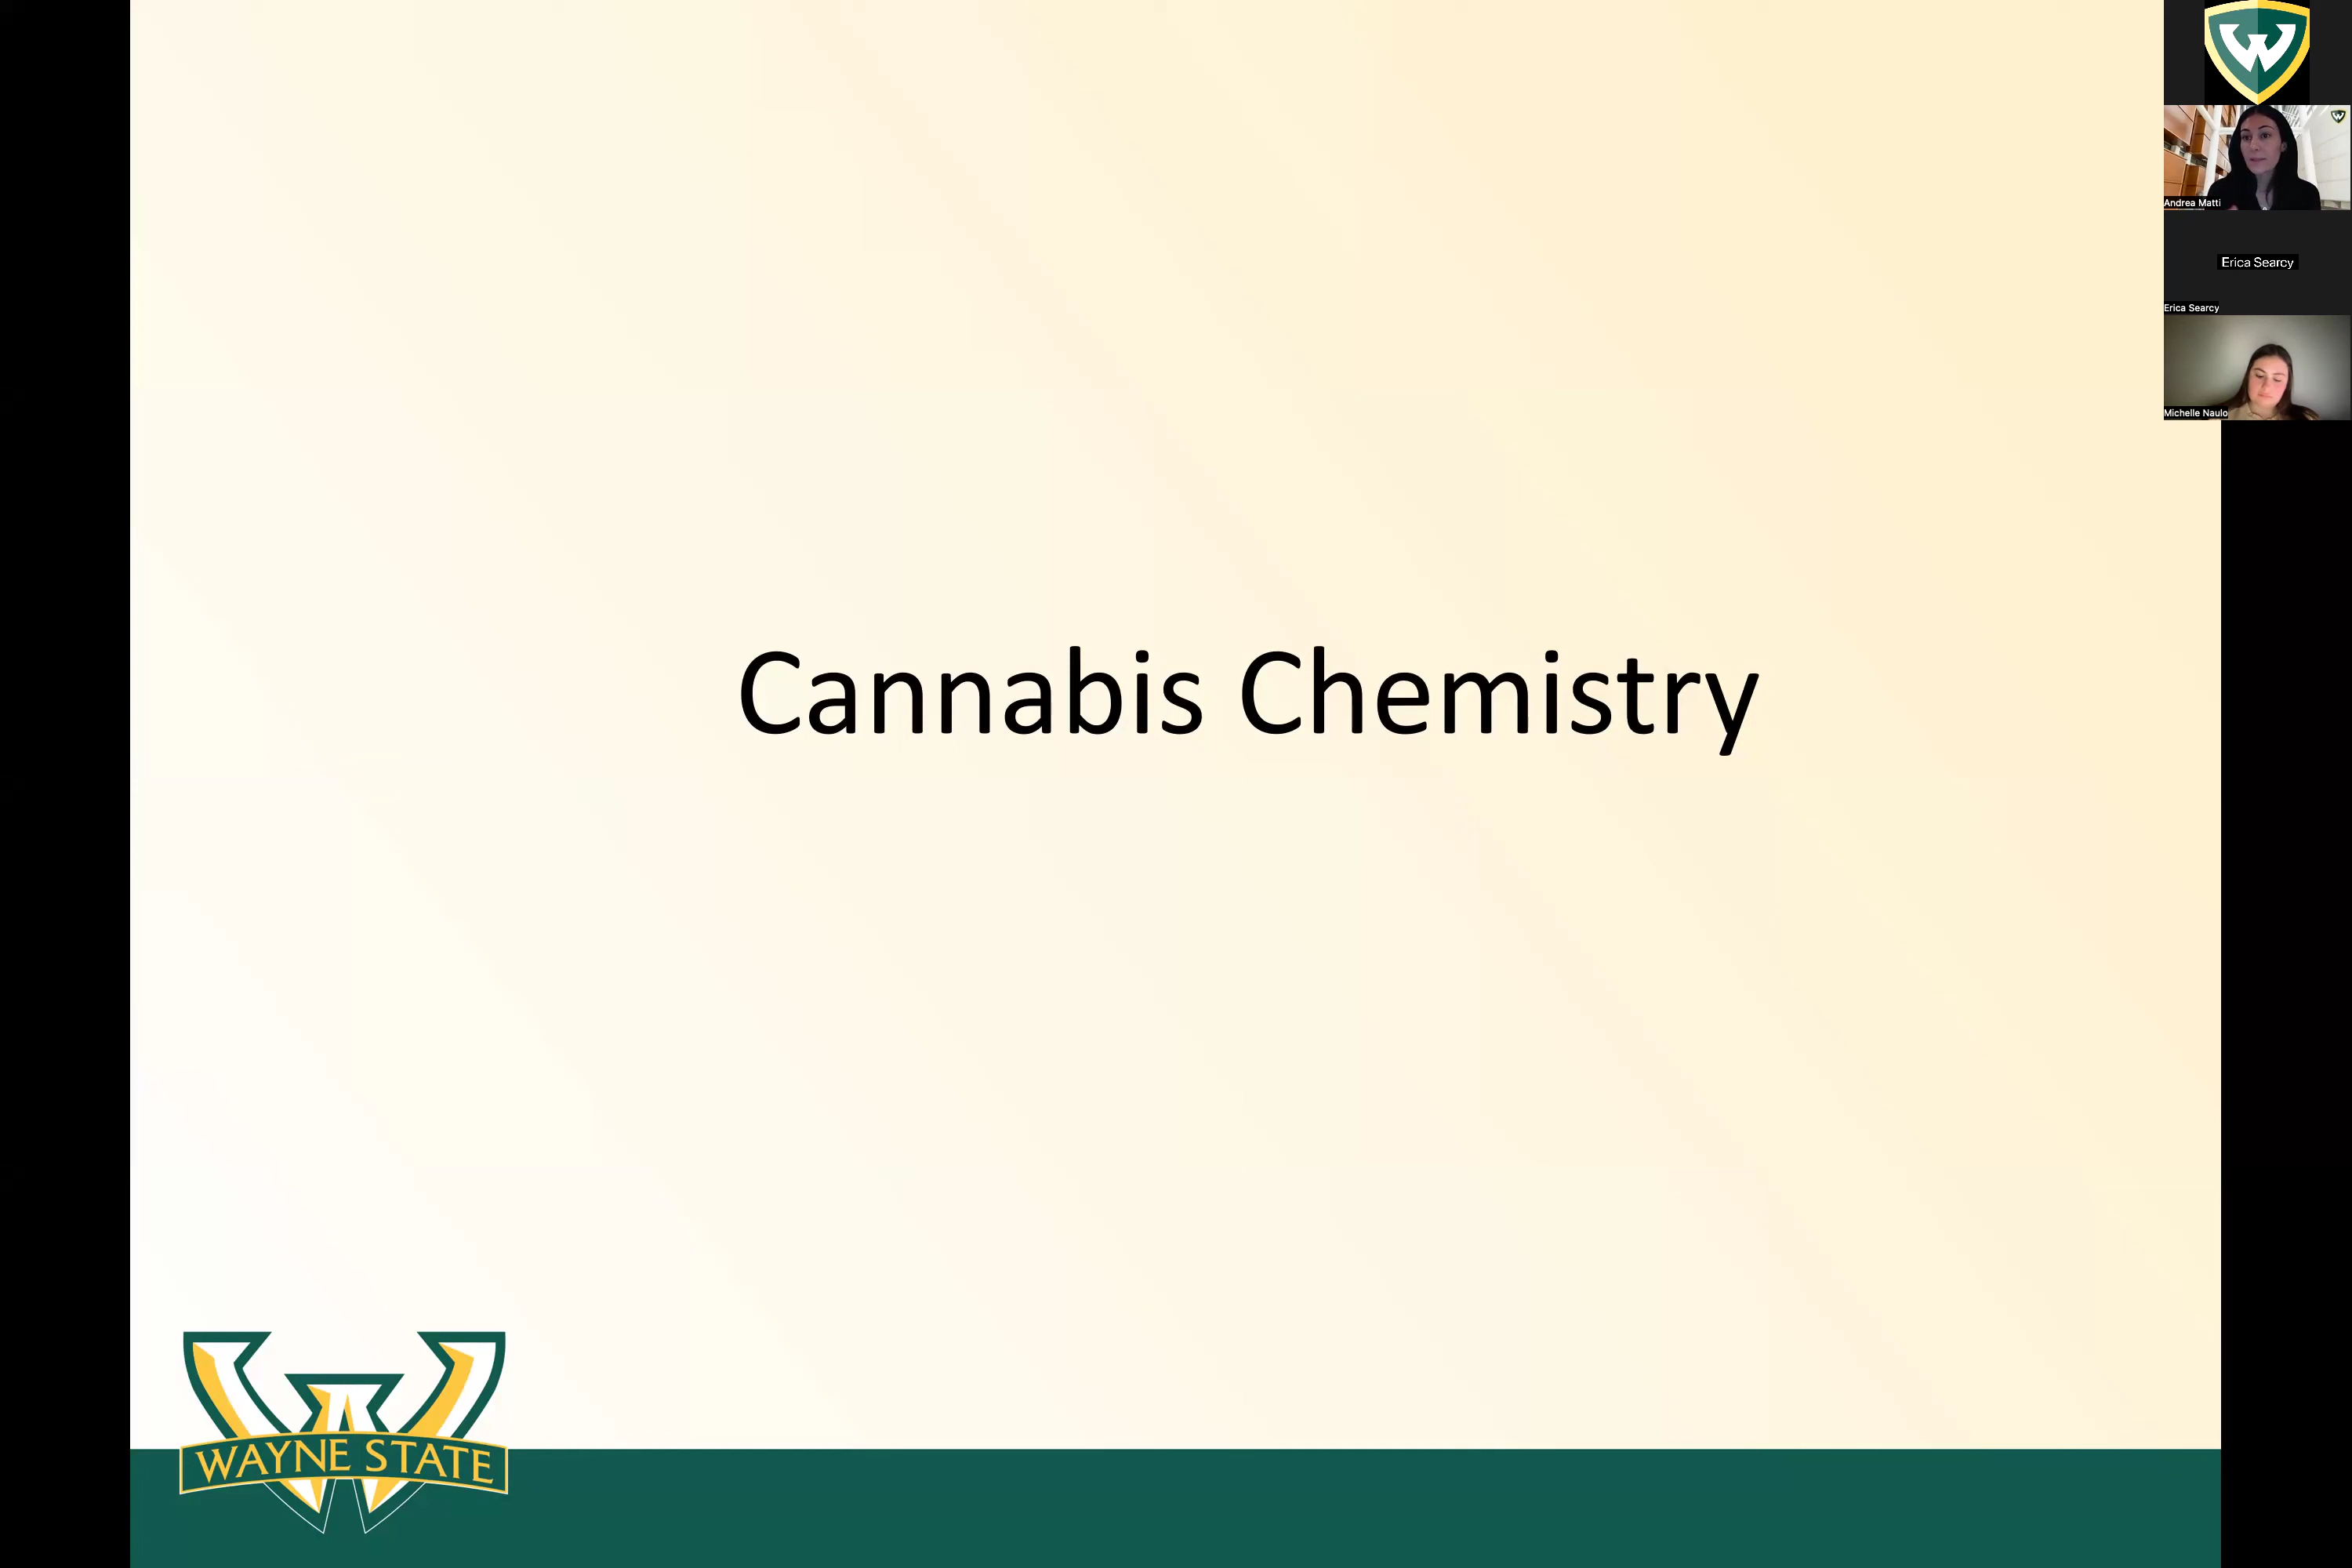 Cannabis Chemistry
WAYNE STATE
Andrea Matti
Erica Searcy
Erica Searcy
Michelle Naulo